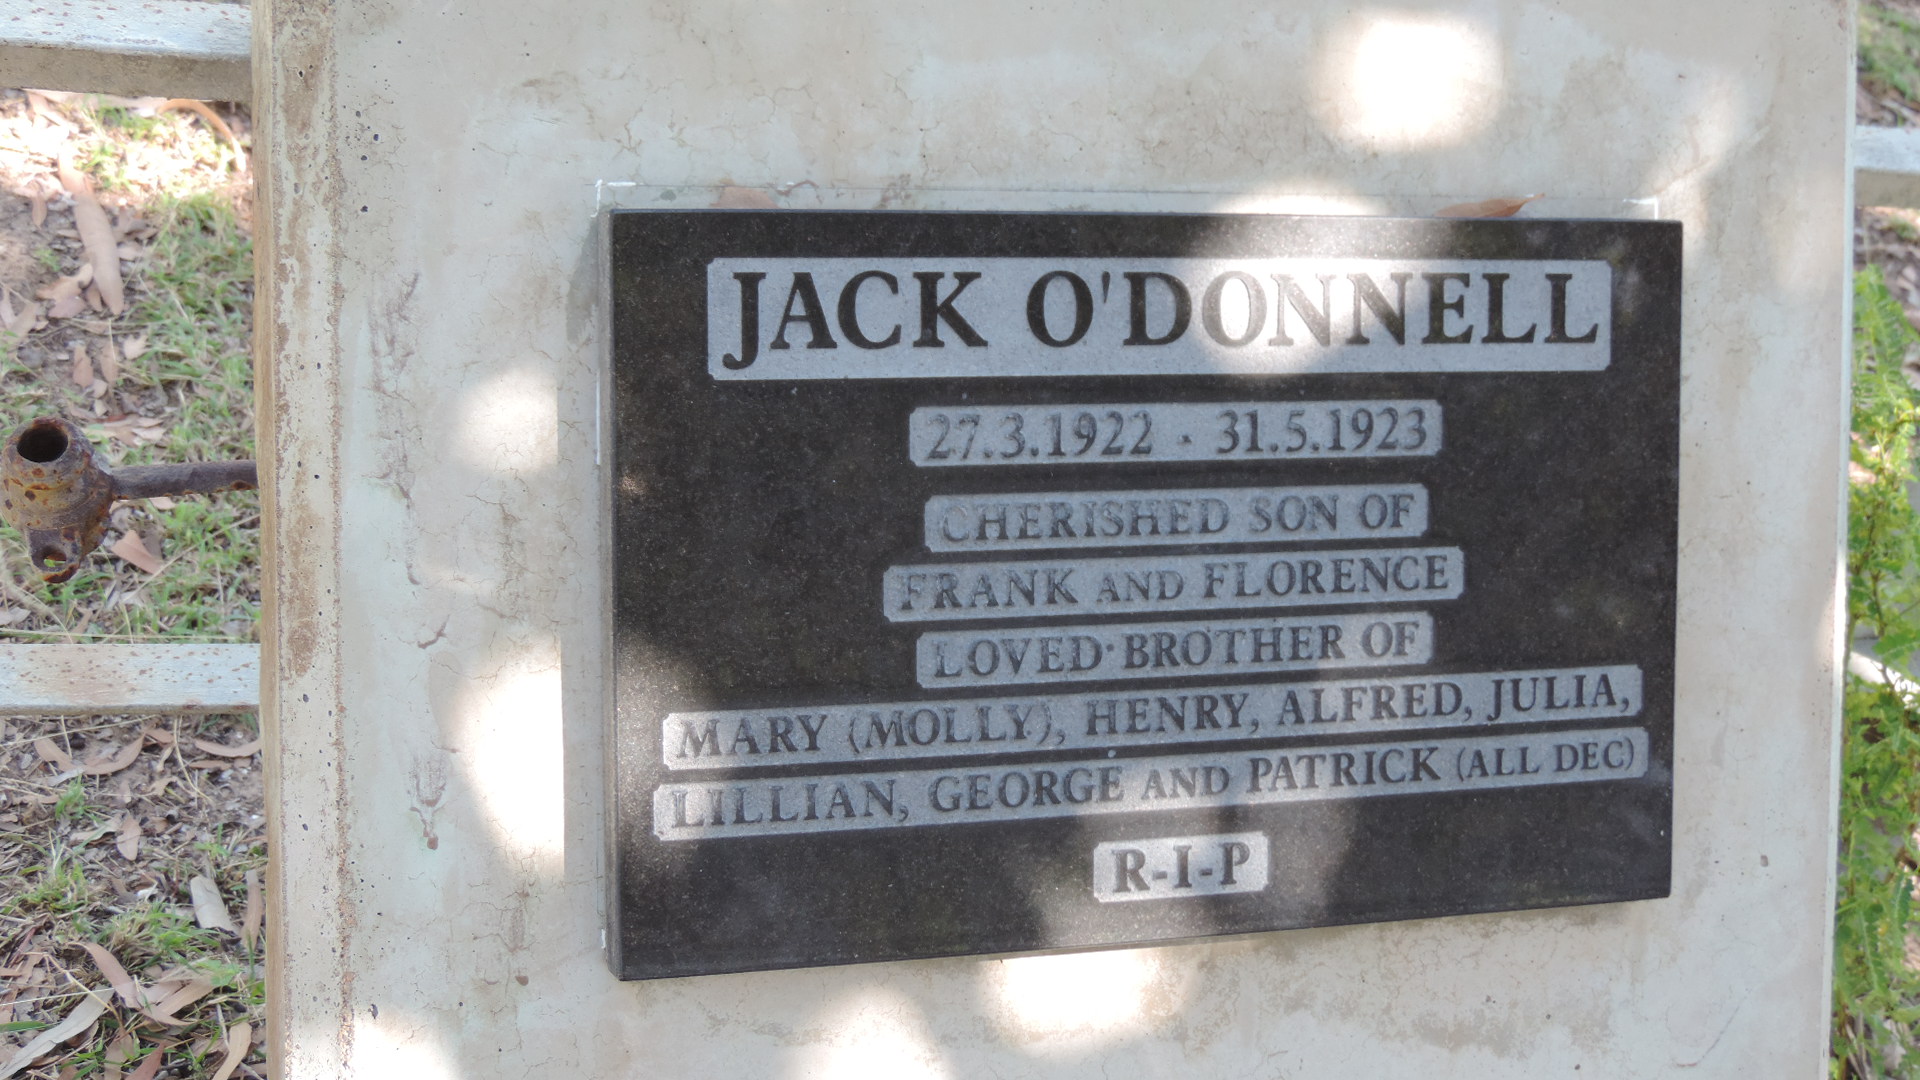 JACK O'DONNELL
27.3.1922 - 31.5.1923
CHERISHED SON OF
FRANK AND FLORENCE
LOVED BROTHER OF
MARY (MOLLY), HENRY, ALFRED, JULIA,
LILLIAN, GEORGE AND PATRICK (ALL DEC)
R-I-P